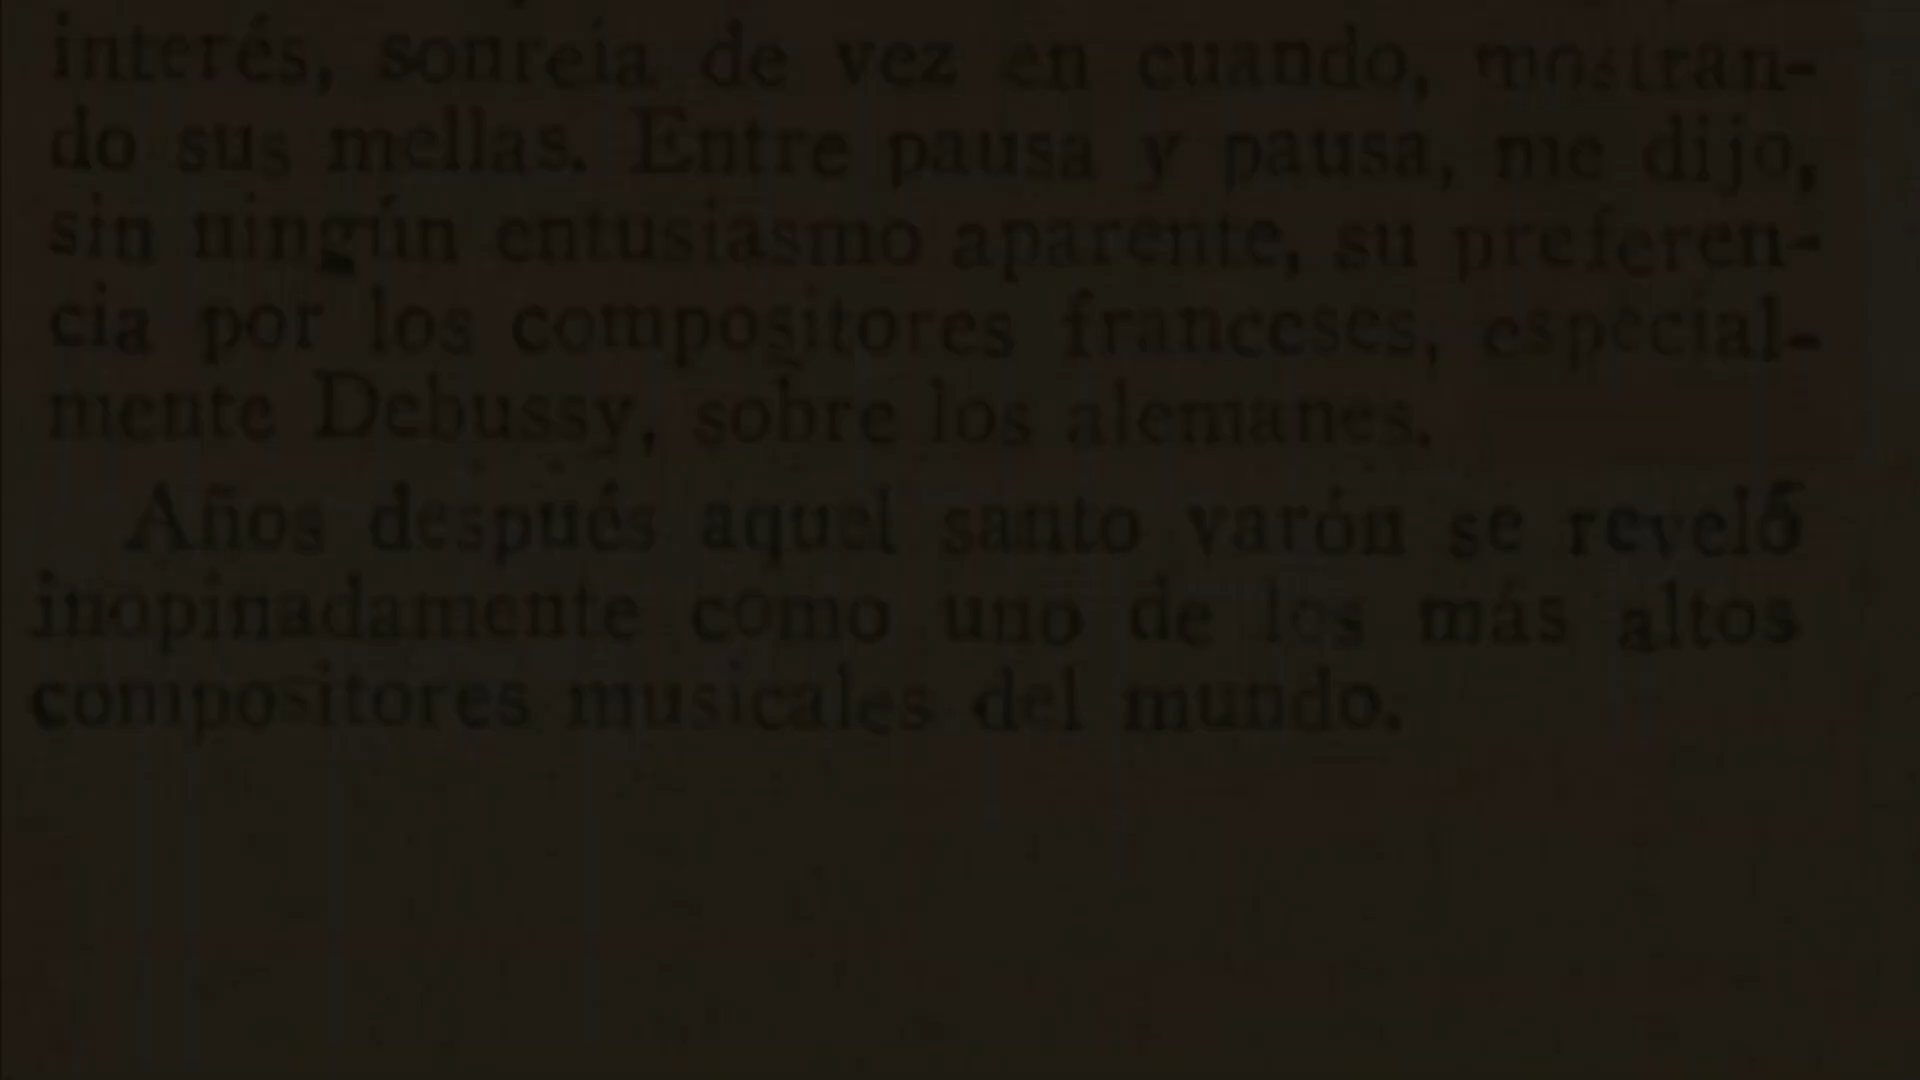 interés, sonreía de vez en cuando, mostran-
do sus mellas. Entre pausa y pausa, me dijo,
sin ningún entusiasmo aparente, su preferen-
cia por los compositores franceses, especial-
mente Debussy, sobre los alemanes.
Años después aquel santo varón se reveló
inopinadamente como uno de los más altos
compositores musicales del mundo.